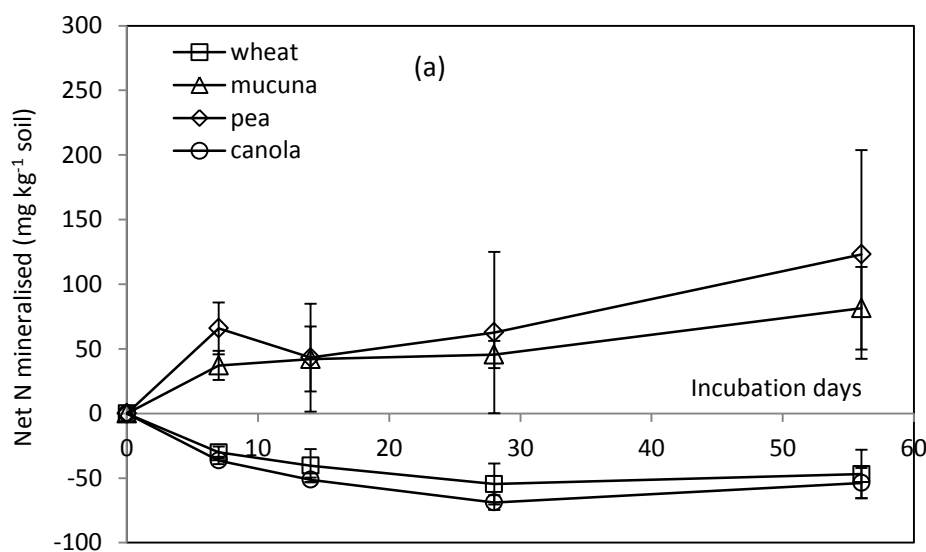 300
250
200
150
100
50
0
-50
-100
Net N mineralised (mg kg⁻¹ soil)
wheat
mucuna
pea
canola
(a)
Incubation days
0 10 20 30 40 50 60